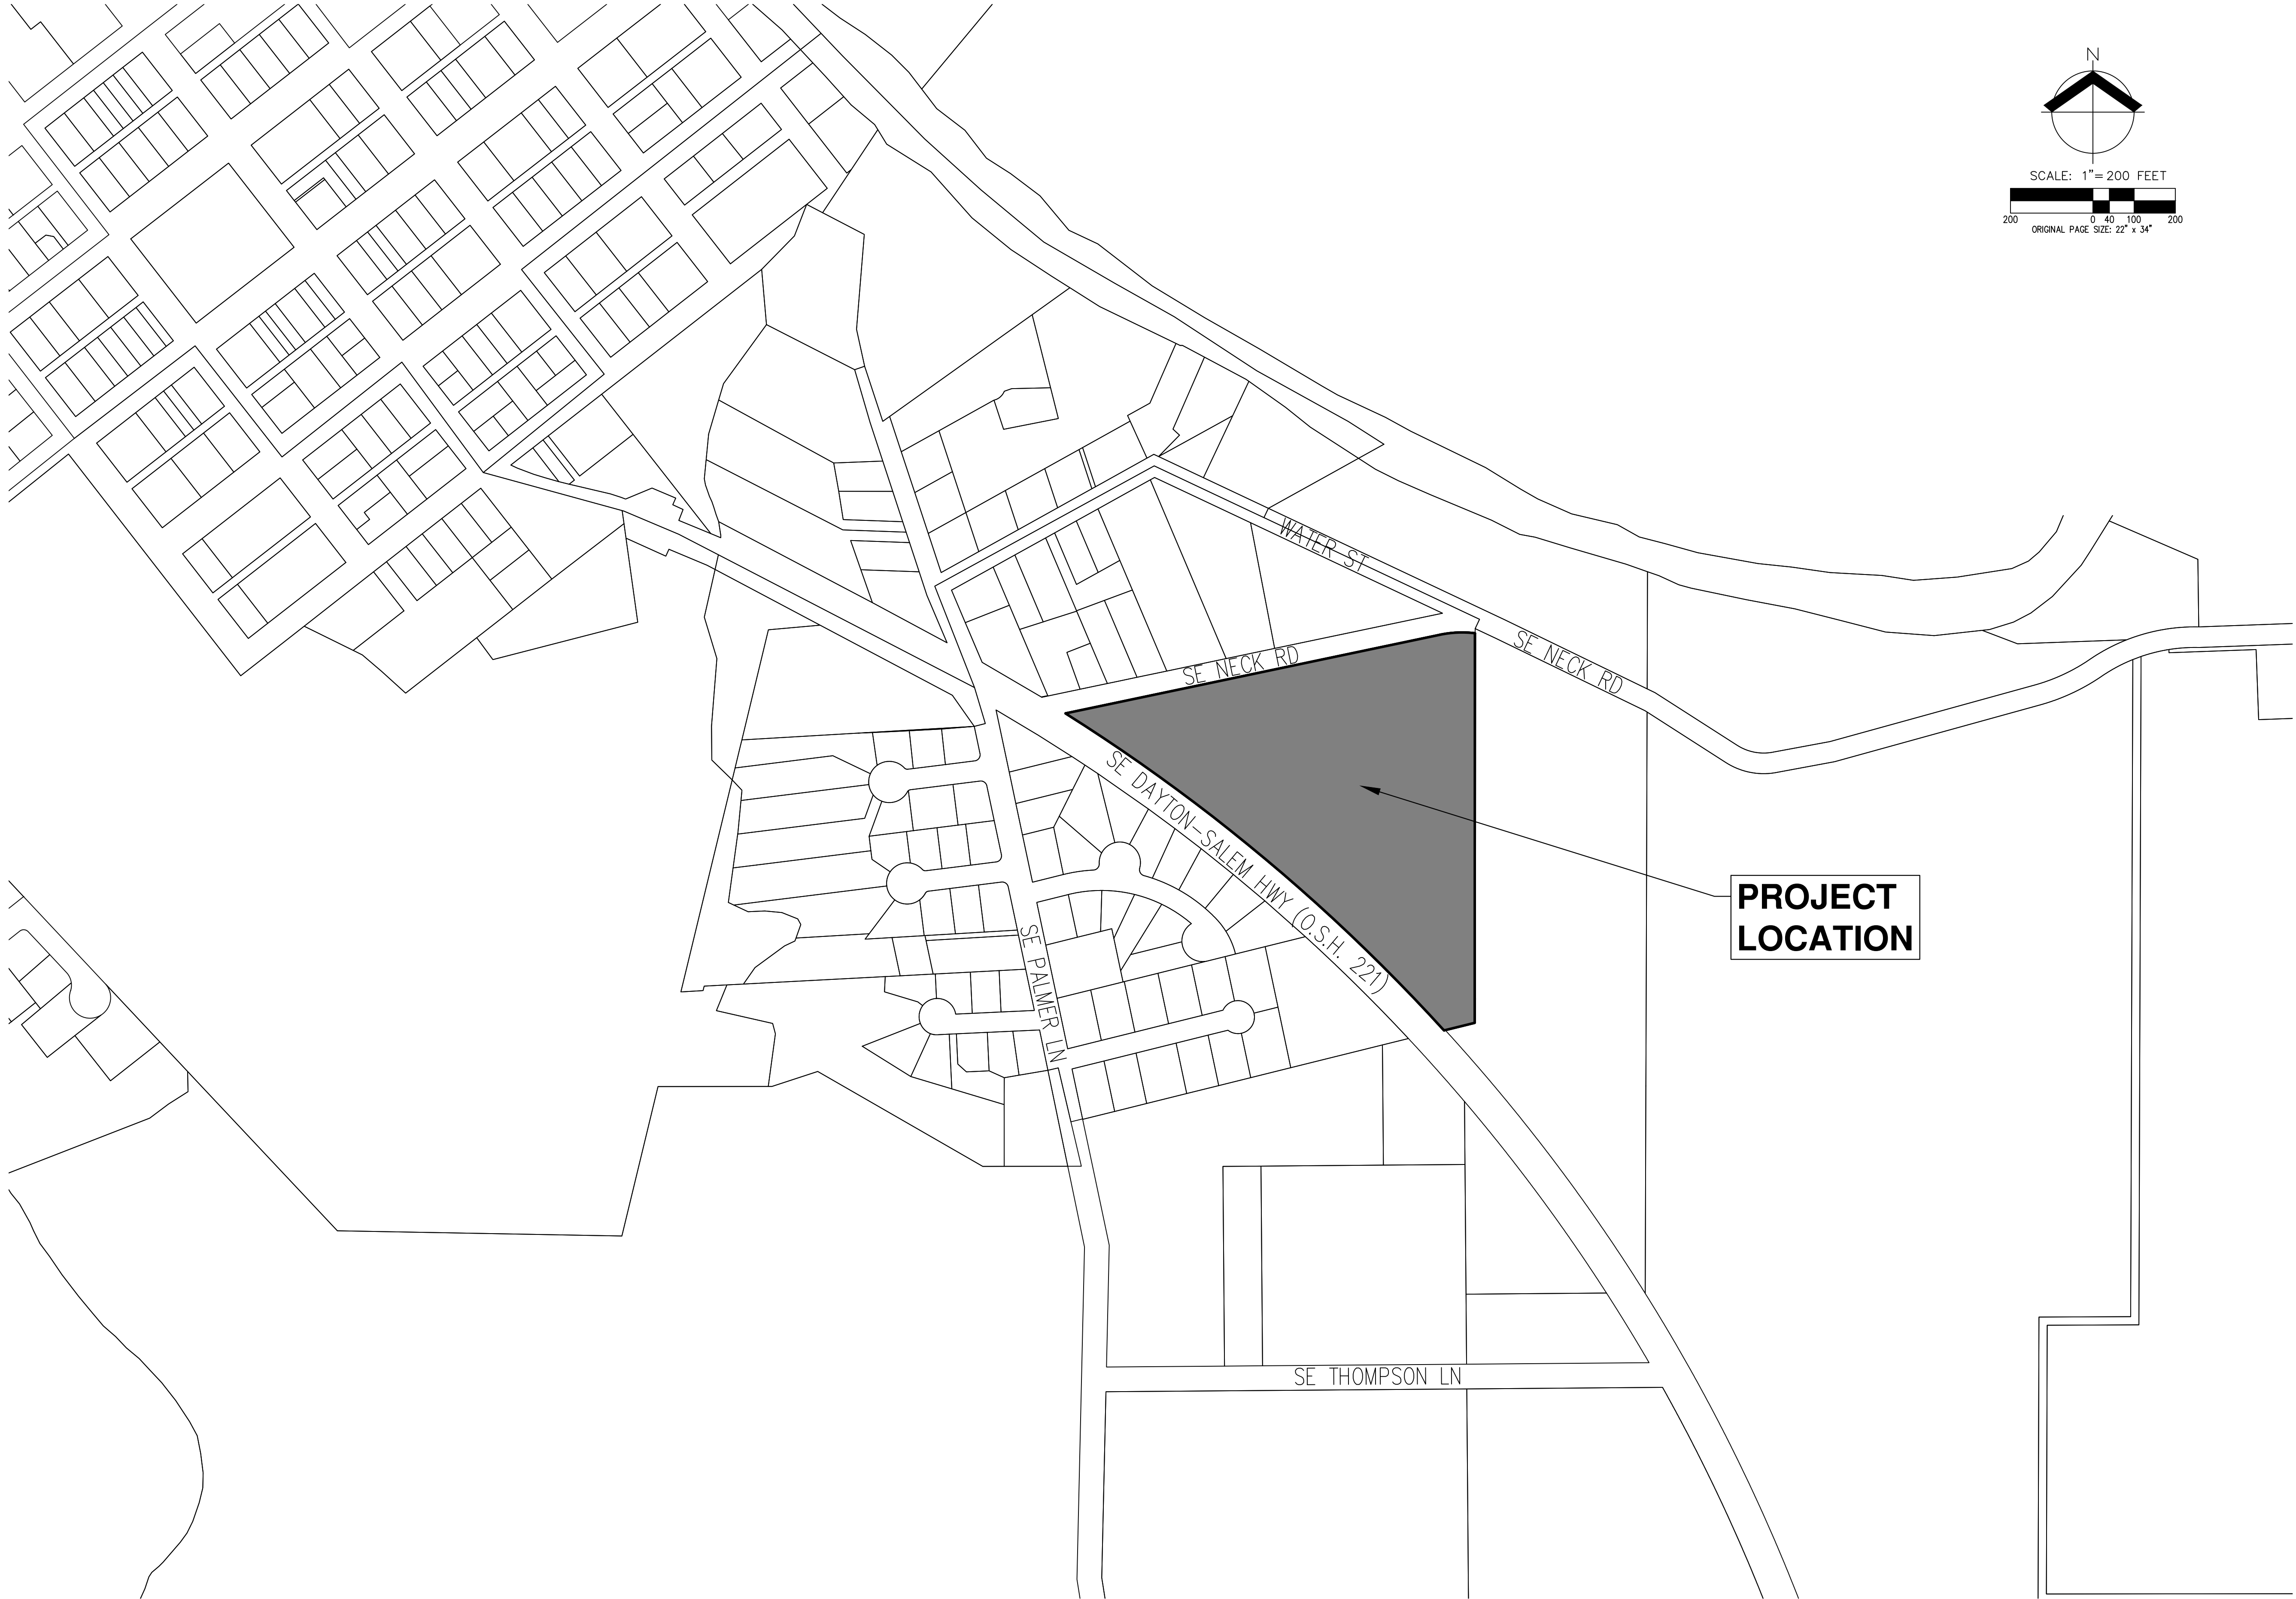 N
SCALE: 1"=200 FEET
200 0 40 100 200
ORIGINAL PAGE SIZE: 22" x 34"
WATER ST
SE NECK RD
SE NECK RD
SE DAYTON-SALEM HWY (O.S.H. 221)
PROJECT
LOCATION
SE PALMER LN
SE THOMPSON LN